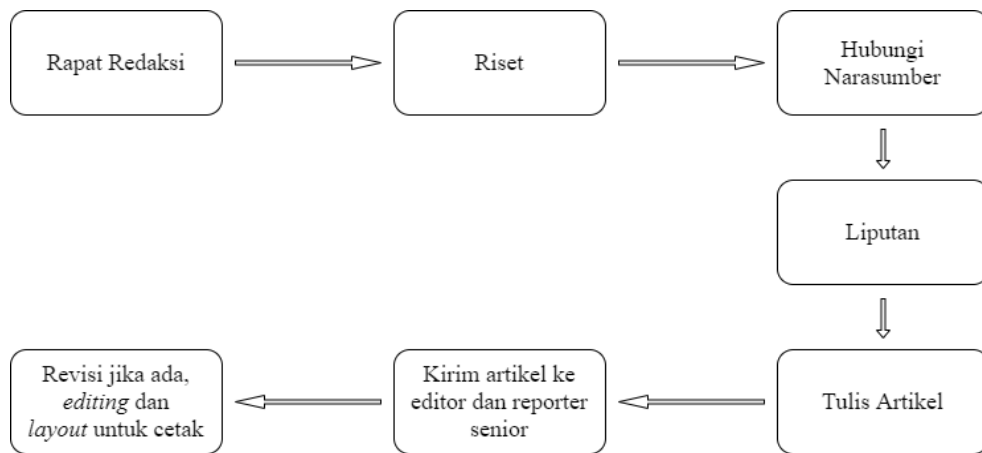 Rapat Redaksi
Riset
Hubungi
Narasumber
Liputan
Tulis Artikel
Kirim artikel ke
editor dan reporter
senior
Revisi jika ada,
editing dan
layout untuk cetak